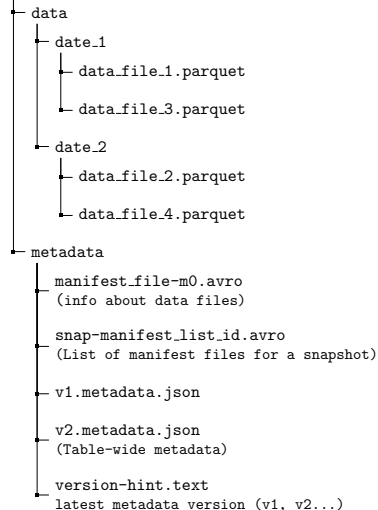 data
date_1
data_file_1.parquet
data_file_3.parquet
date_2
data_file_2.parquet
data_file_4.parquet
metadata
manifest_file-m0.avro
(info about data files)
snap-manifest_list_id.avro
(List of manifest files for a snapshot)
v1.metadata.json
v2.metadata.json
(Table-wide metadata)
version-hint.text
latest metadata version (v1, v2...)